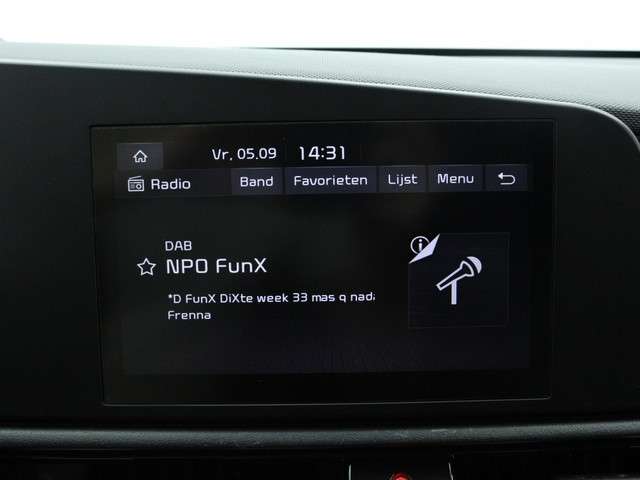 Vr, 05.09 14:31
Radio Band Favorieten Lijst Menu
DAB
NPO FunX
*D FunX DiXte week 33 mas q nad;
Frenna